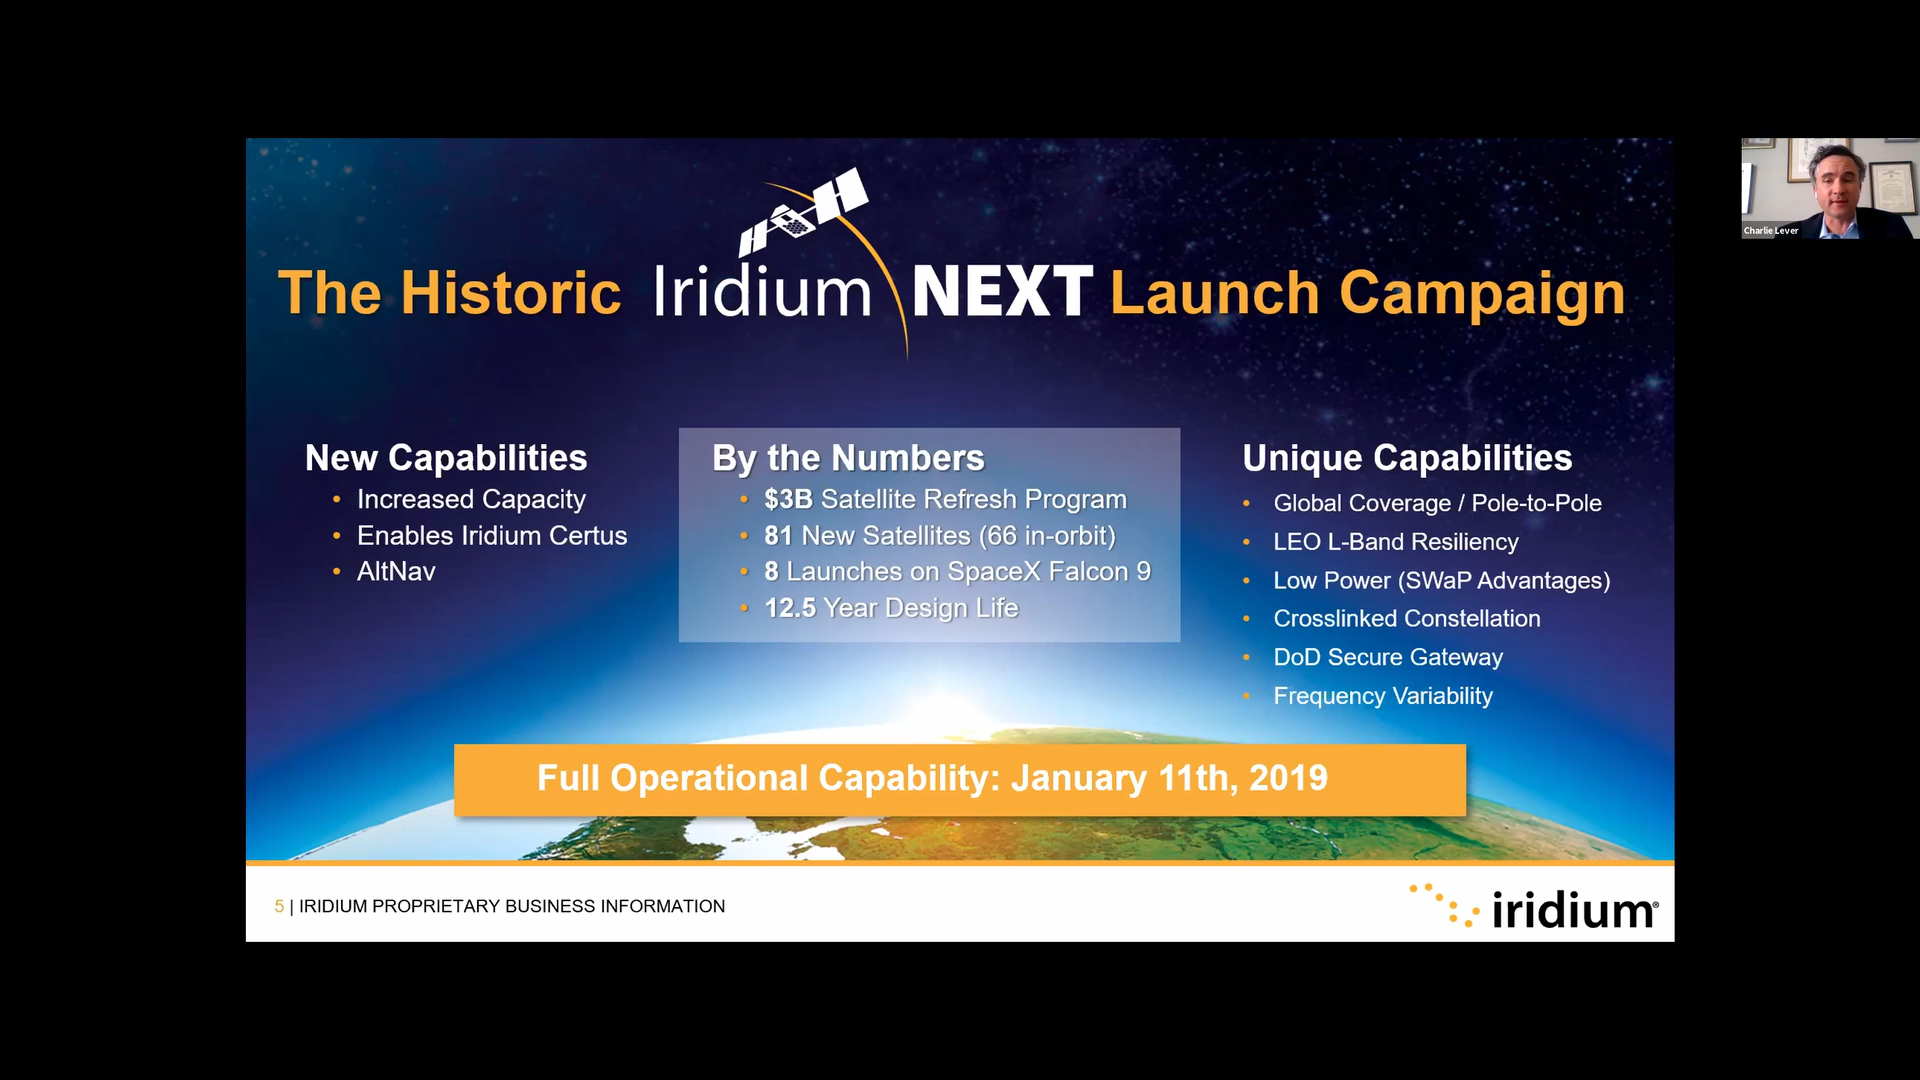 The Historic Iridium NEXT Launch Campaign
New Capabilities
• Increased Capacity
• Enables Iridium Certus
• AltNav
By the Numbers
• $3B Satellite Refresh Program
• 81 New Satellites (66 in-orbit)
• 8 Launches on SpaceX Falcon 9
• 12.5 Year Design Life
Unique Capabilities
• Global Coverage / Pole-to-Pole
• LEO L-Band Resiliency
• Low Power (SWaP Advantages)
• Crosslinked Constellation
• DoD Secure Gateway
• Frequency Variability
Full Operational Capability: January 11th, 2019
5 | IRIDIUM PROPRIETARY BUSINESS INFORMATION
iridium®
Charlie Lever